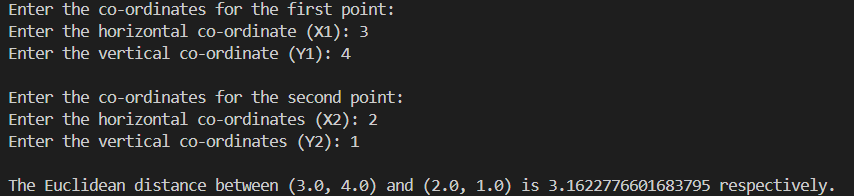 Enter the co-ordinates for the first point:
Enter the horizontal co-ordinate (X1): 3
Enter the vertical co-ordinate (Y1): 4
Enter the co-ordinates for the second point:
Enter the horizontal co-ordinates (X2): 2
Enter the vertical co-ordinates (Y2): 1
The Euclidean distance between (3.0, 4.0) and (2.0, 1.0) is 3.1622776601683795 respectively.